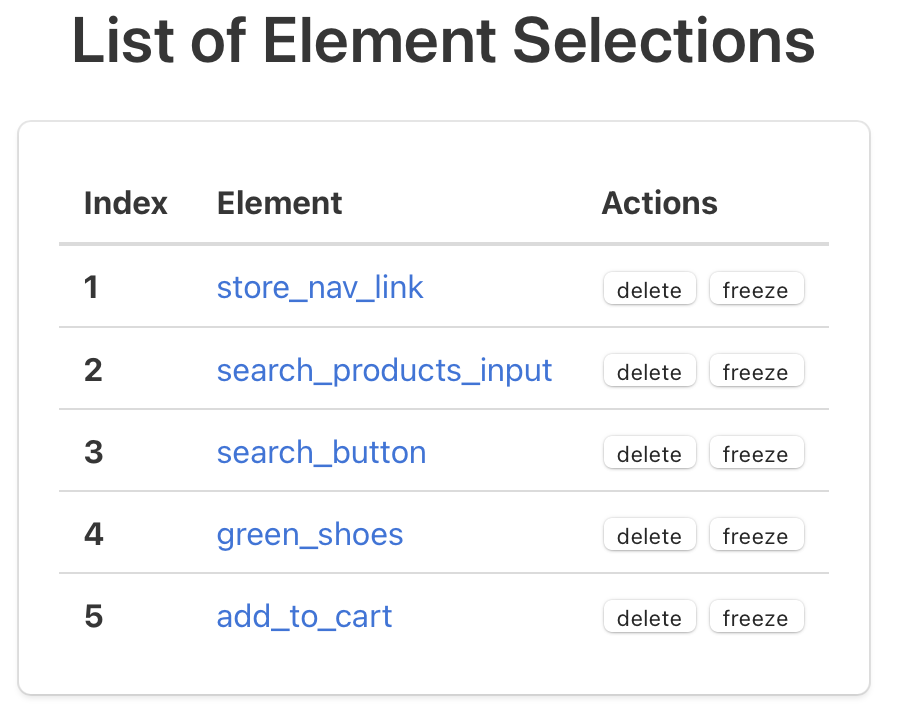 List of Element Selections
Index Element Actions
1 store_nav_link delete freeze
2 search_products_input delete freeze
3 search_button delete freeze
4 green_shoes delete freeze
5 add_to_cart delete freeze